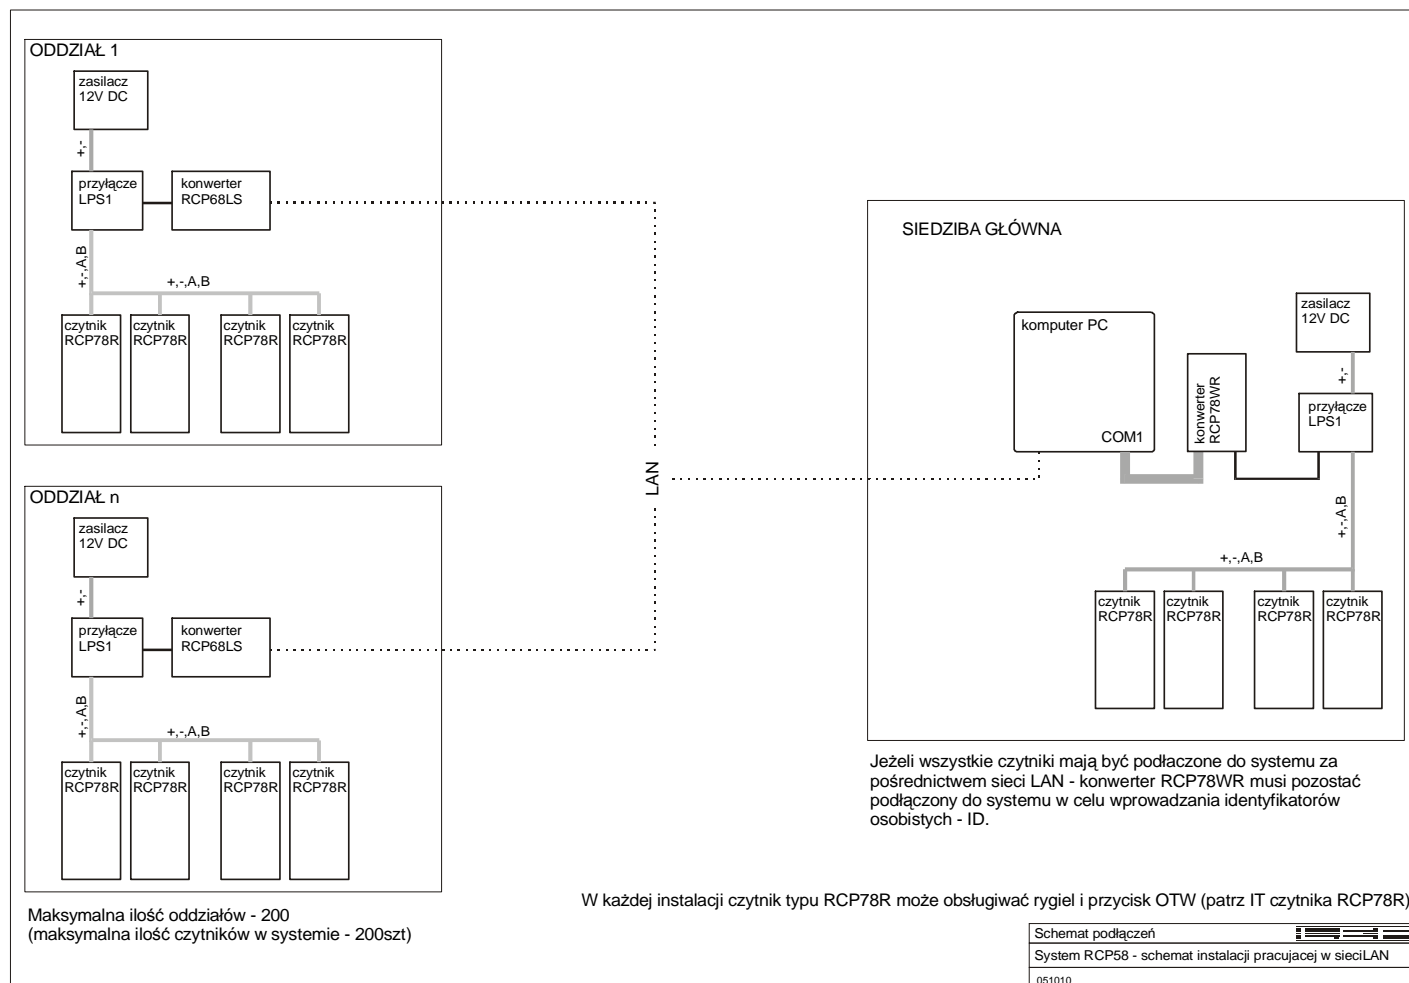 ODDZIAŁ 1
zasilacz
12V DC
+,-
przyłącze
LPS1
konwerter
RCP68LS
+,-,A,B
+,-,A,B
czytnik
RCP78R
czytnik
RCP78R
czytnik
RCP78R
czytnik
RCP78R
ODDZIAŁ n
zasilacz
12V DC
+,-
przyłącze
LPS1
konwerter
RCP68LS
+,-,A,B
+,-,A,B
czytnik
RCP78R
czytnik
RCP78R
czytnik
RCP78R
czytnik
RCP78R
Maksymalna ilość oddziałów - 200
(maksymalna ilość czytników w systemie - 200szt)
LAN
SIEDZIBA GŁÓWNA
komputer PC
COM1
konwerter
RCP78WR
zasilacz
12V DC
+,-
przyłącze
LPS1
+,-,A,B
+,-,A,B
czytnik
RCP78R
czytnik
RCP78R
czytnik
RCP78R
czytnik
RCP78R
Jeżeli wszystkie czytniki mają być podłaczone do systemu za
pośrednictwem sieci LAN - konwerter RCP78WR musi pozostać
podłączony do systemu w celu wprowadzania identyfikatorów
osobistych - ID.
W każdej instalacji czytnik typu RCP78R może obsługiwać rygiel i przycisk OTW (patrz IT czytnika RCP78R)
Schemat podłączeń
System RCP58 - schemat instalacji pracujacej w sieciLAN
051010